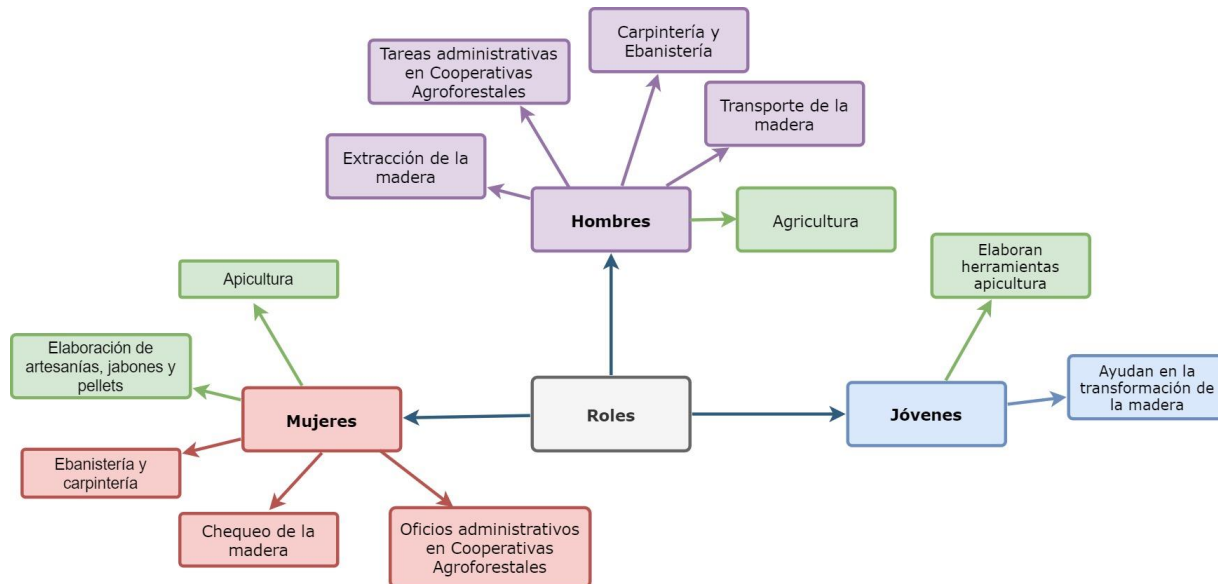 Carpintería y
Ebanistería
Tareas administrativas
en Cooperativas
Agroforestales
Transporte de la
madera
Extracción de la
madera
Hombres
Agricultura
Elaboran
herramientas
apicultura
Apicultura
Elaboración de
artesanías, jabones y
pellets
Ayudan en la
transformación de
la madera
Mujeres
Roles
Jóvenes
Ebanistería y
carpintería
Chequeo de la
madera
Oficios administrativos
en Cooperativas
Agroforestales